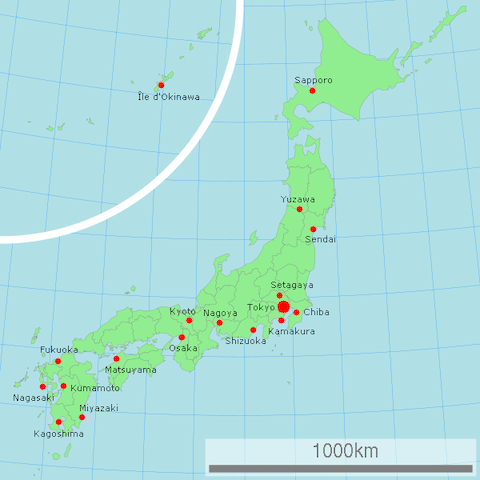 Sapporo
Île d'Okinawa
Yuzawa
Sendai
Setagaya
Tokyo
Chiba
Kyoto
Nagoya
Kamakura
Shizuoka
Osaka
Fukuoka
Matsuyama
Kumamoto
Nagasaki
Miyazaki
Kagoshima
1000km